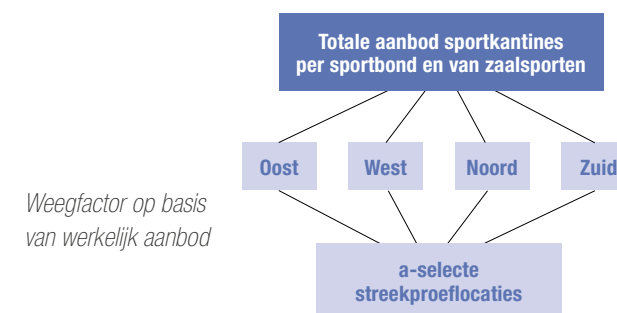 Totale aanbod sportkantines
per sportbond en van zaalsporten
Oost
West
Noord
Zuid
Weegfactor op basis
van werkelijk aanbod
a-selecte
streekproeflocaties